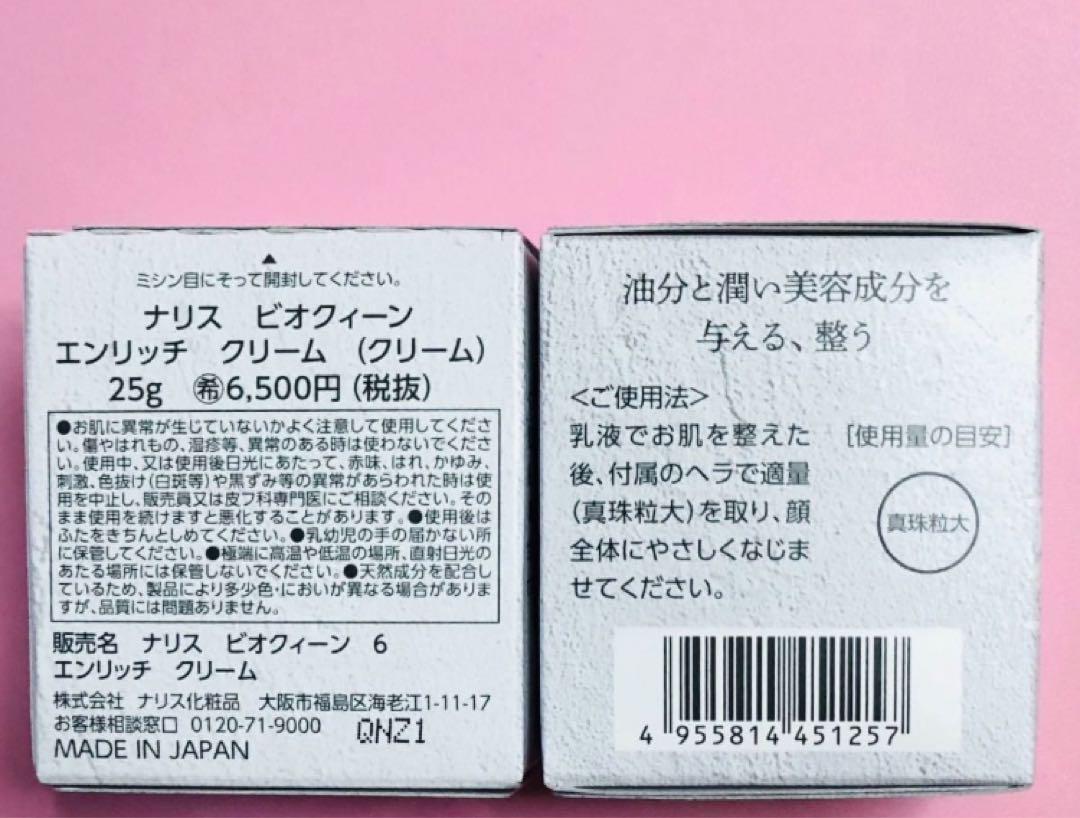 ▲
ミシン目にそって開封してください。
ナリス ビオクィーン
エンリッチ クリーム (クリーム)
25g ㊒6,500円(税抜)
●お肌に異常が生じていないかよく注意して使用してくださ
い。傷やはれもの、湿疹等、異常のある時は使わないでくださ
い。使用中、又は使用後日光にあたって、赤味、はれ、かゆみ、
刺激、色抜け(白斑等)や黒ずみ等の異常があらわれた時は使
用を中止し、販売員又は皮フ科専門医にご相談ください。その
まま使用を続けますと悪化することがあります。●使用後は
ふたをきちんとしめてください。●乳幼児の手の届かない所
に保管してください。●極端に高温や低温の場所、直射日光の
あたる場所には保管しないでください。●天然成分を配合し
ているため、製品により多少色・においが異なる場合がありま
すが、品質には問題ありません。
販売名 ナリス ビオクィーン 6
エンリッチ クリーム
株式会社 ナリス化粧品 大阪市福島区海老江1-11-17
お客様相談窓口 0120-71-9000
QNZ1
MADE IN JAPAN
油分と潤い美容成分を
与える、整う
<ご使用法>
乳液でお肌を整えた
後、付属のヘラで適量
(真珠粒大)を取り、顔
全体にやさしくなじま
せてください。
[使用量の目安]
真珠粒大
4 955814 451257